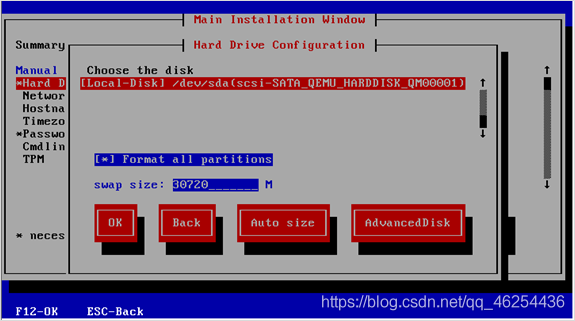 Main Installation Window
Summary
Hard Drive Configuration
Manual
Choose the disk
*Hard D
[Local-Disk] /dev/sda(scsi-SATA_QEMU_HARDDISK_QM00001)
Networ
Hostna
Timezo
*Passwo
Cmdlin
TPM
[*] Format all partitions
swap size: 30720_______ M
OK
Back
Auto size
AdvancedDisk
* neces
https://blog.csdn.net/qq_46254436
F12-OK ESC-Back